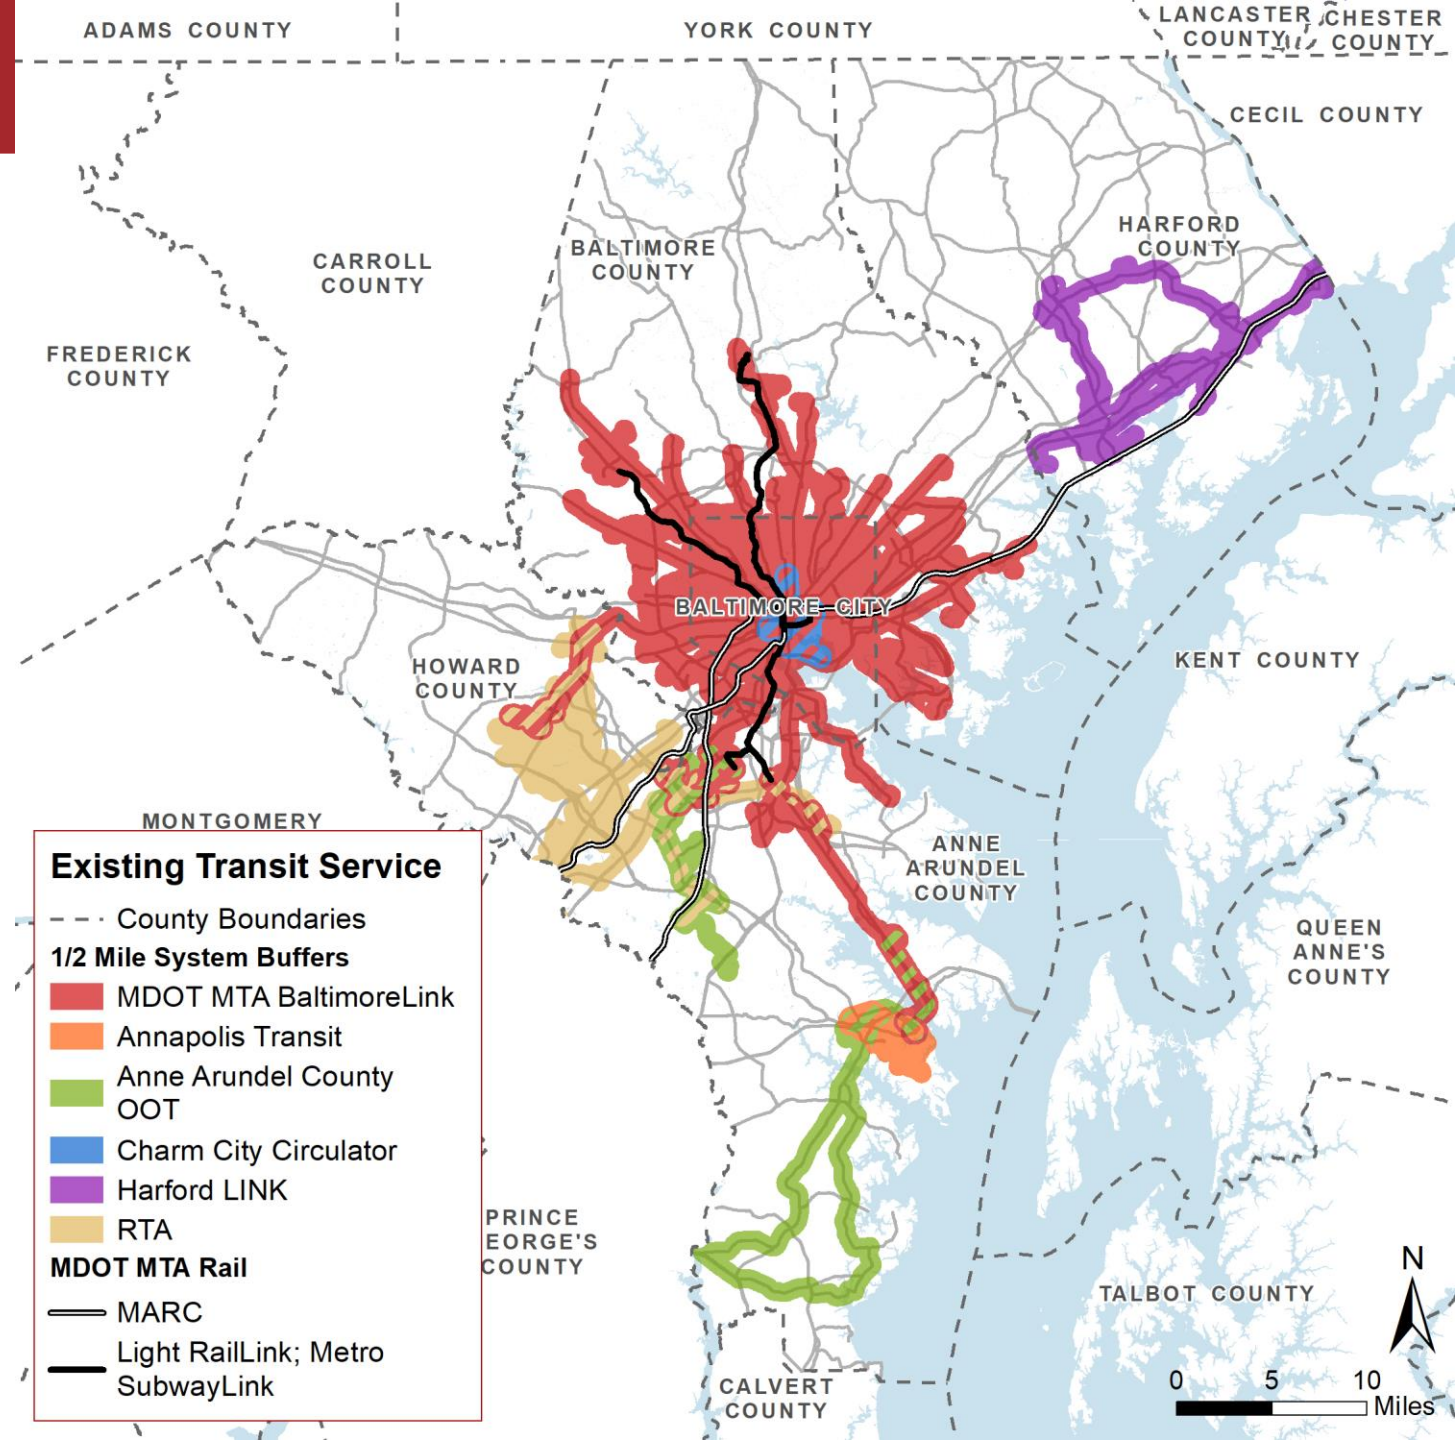 ADAMS COUNTY
YORK COUNTY
LANCASTER
COUNTY
CHESTER
COUNTY
CECIL COUNTY
HARFORD
COUNTY
BALTIMORE
COUNTY
CARROLL
COUNTY
FREDERICK
COUNTY
BALTIMORE CITY
HOWARD
COUNTY
KENT COUNTY
MONTGOMERY
ANNE
ARUNDEL
COUNTY
QUEEN
ANNE'S
COUNTY
PRINCE
EORGE'S
COUNTY
TALBOT COUNTY
CALVERT
COUNTY
Existing Transit Service
County Boundaries
1/2 Mile System Buffers
MDOT MTA BaltimoreLink
Annapolis Transit
Anne Arundel County
OOT
Charm City Circulator
Harford LINK
RTA
MDOT MTA Rail
MARC
Light RailLink; Metro
SubwayLink
N
0 5 10
Miles